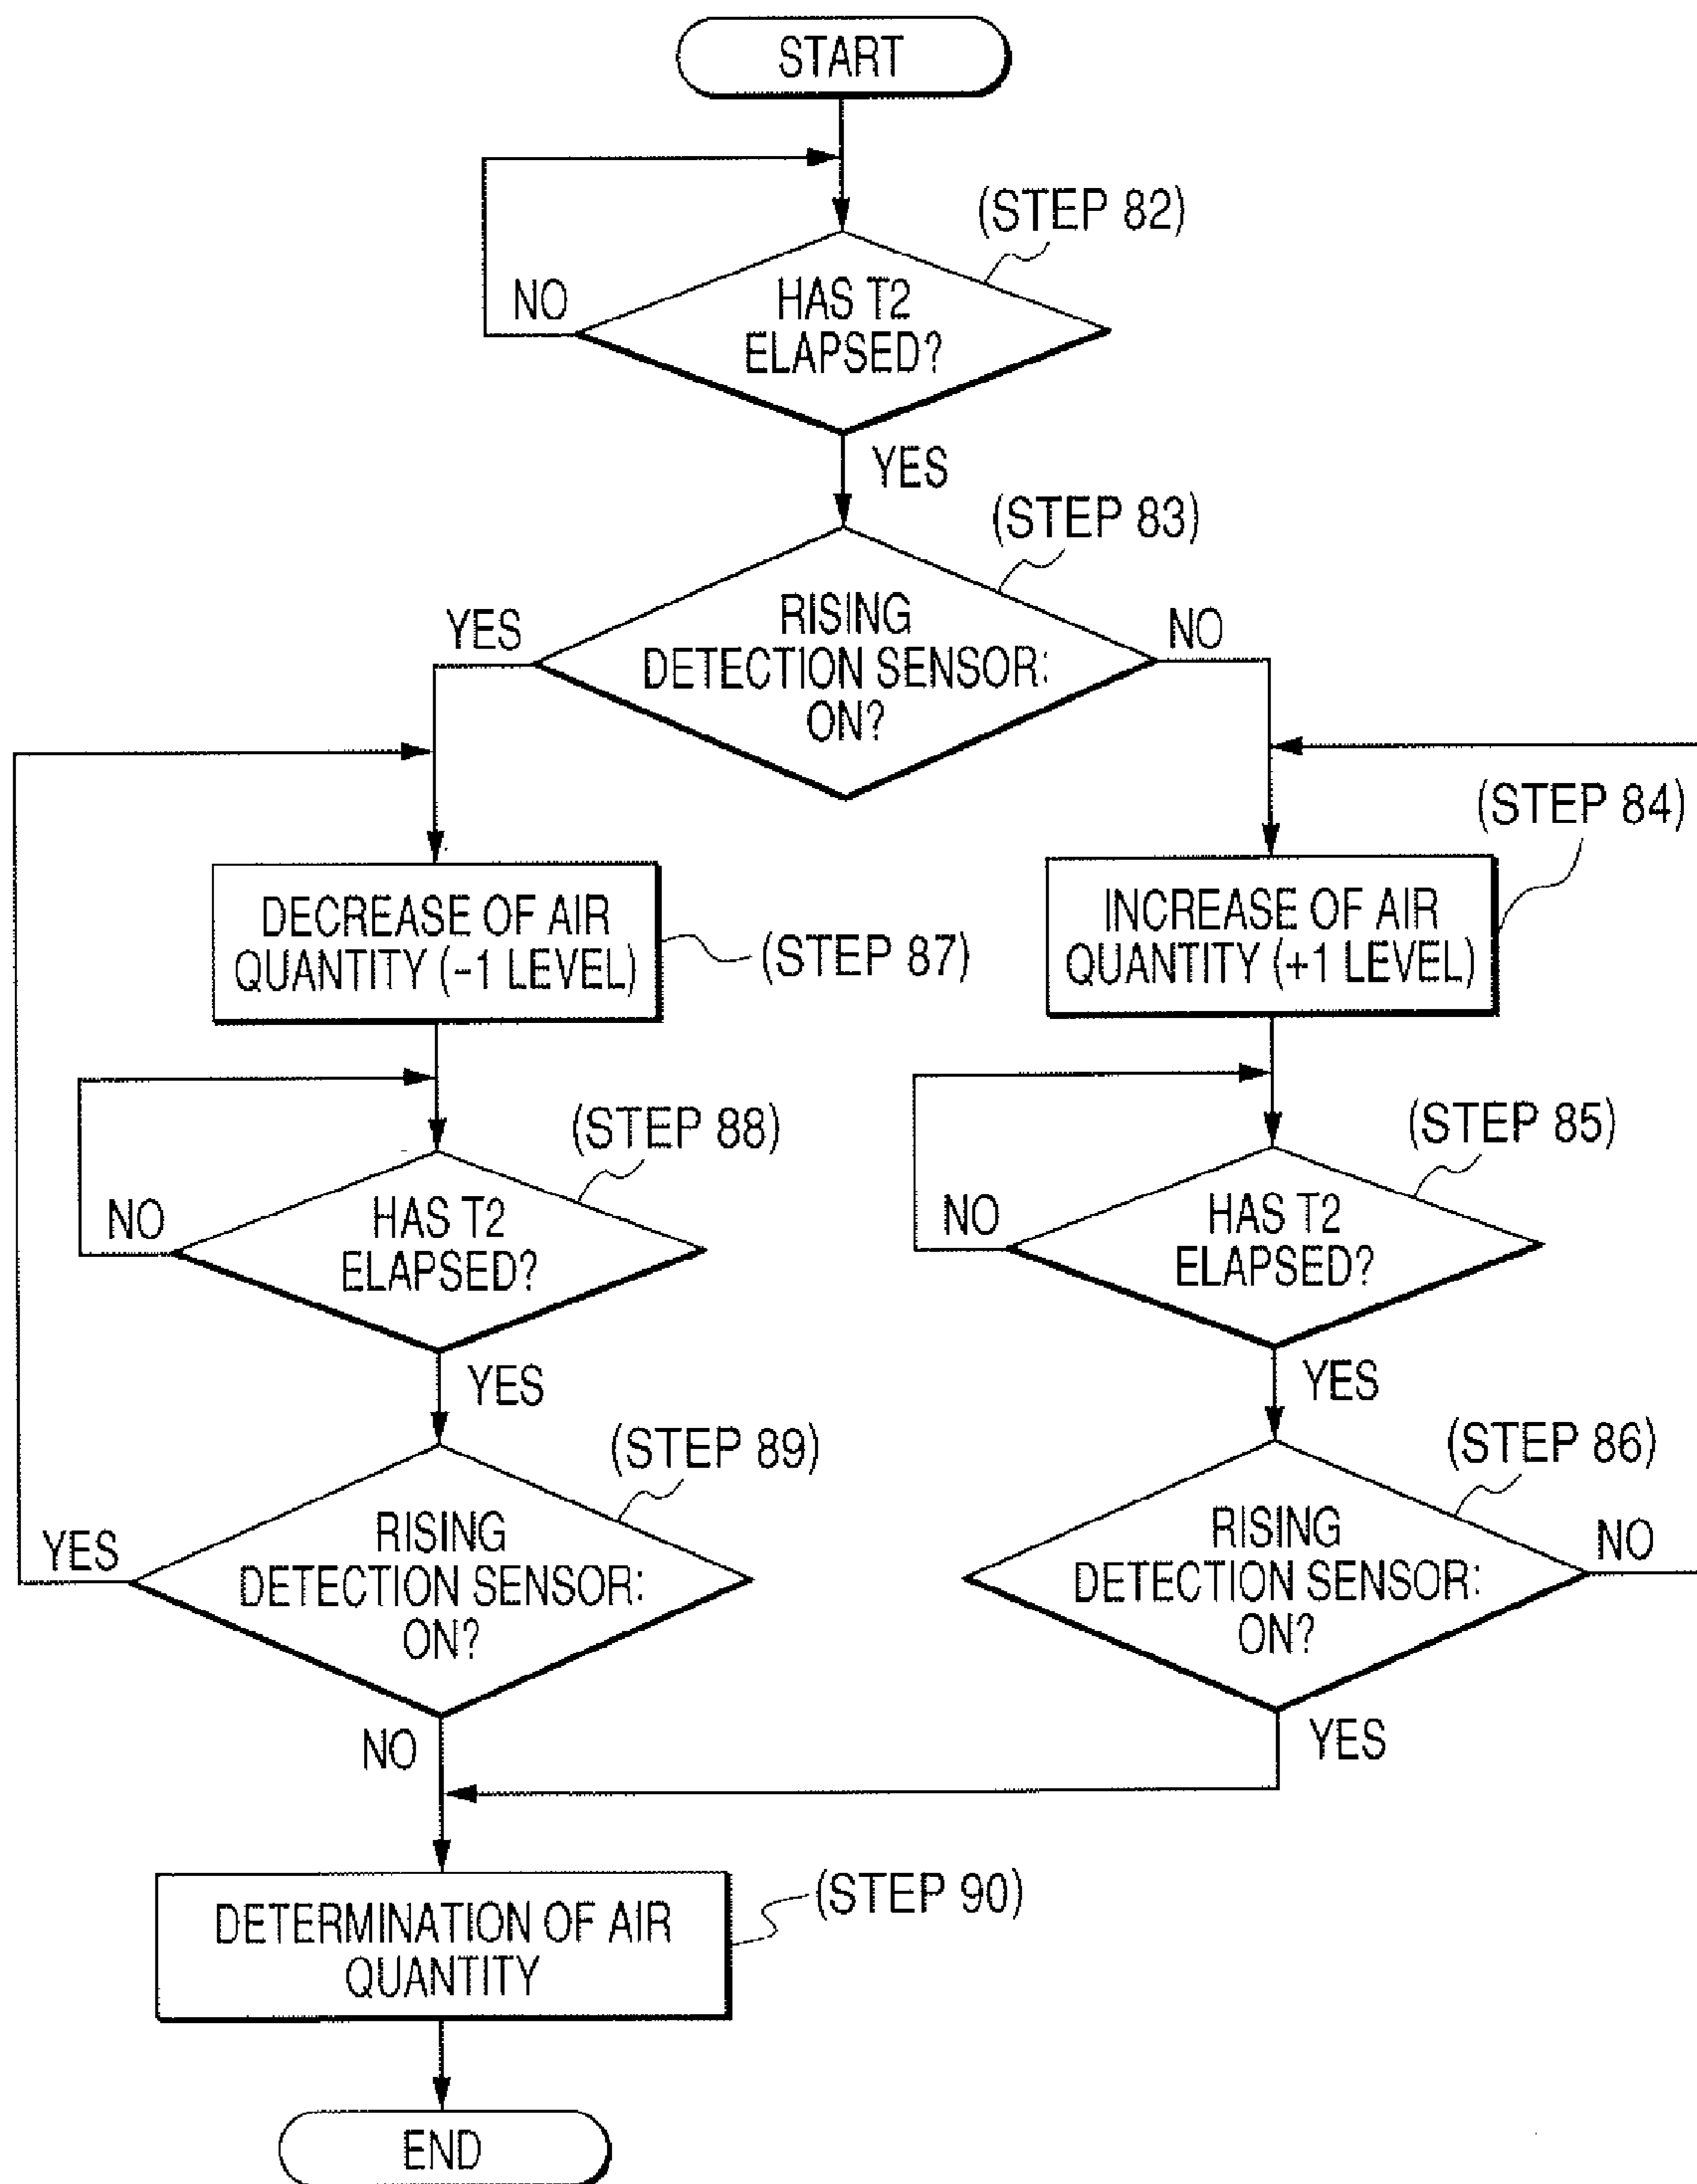 START
(STEP 82)
NO
HAS T2
ELAPSED?
YES
(STEP 83)
YES
RISING
DETECTION SENSOR:
ON?
NO
(STEP 84)
DECREASE OF AIR
QUANTITY (-1 LEVEL)
(STEP 87)
INCREASE OF AIR
QUANTITY (+1 LEVEL)
(STEP 88)
NO
HAS T2
ELAPSED?
YES
(STEP 85)
NO
HAS T2
ELAPSED?
YES
(STEP 89)
YES
RISING
DETECTION SENSOR:
ON?
NO
(STEP 86)
RISING
DETECTION SENSOR:
ON?
NO
YES
DETERMINATION OF AIR
QUANTITY
(STEP 90)
END